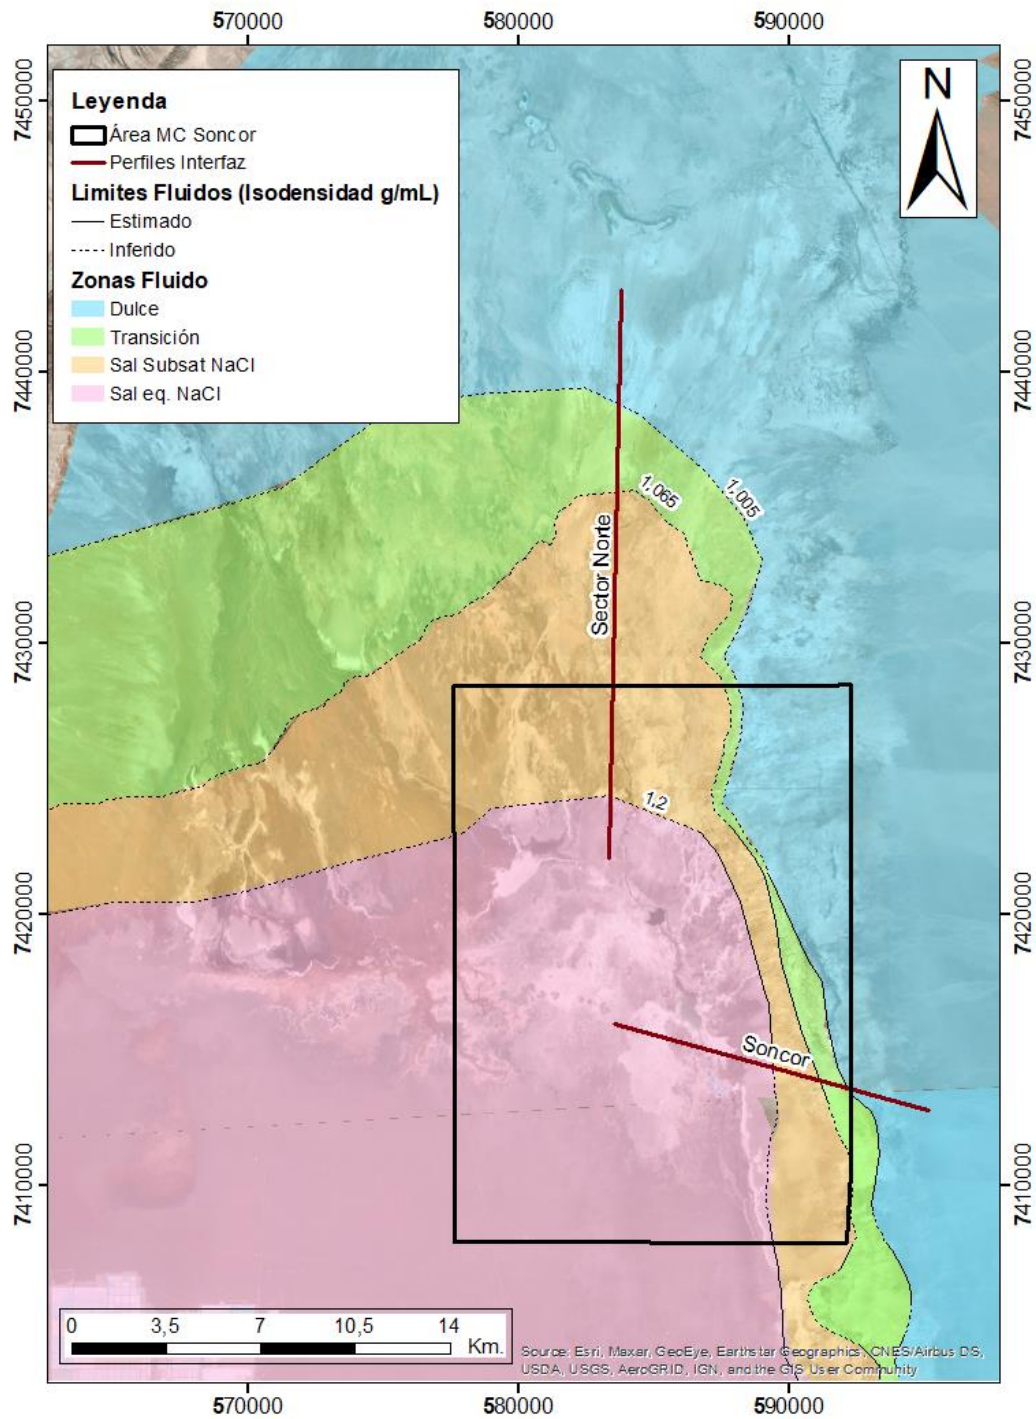 570000
580000
590000
7450000
7450000
N
Leyenda
Área MC Soncor
Perfiles Interfaz
Limites Fluidos (Isodensidad g/mL)
Estimado
Inferido
Zonas Fluido
Dulce
Transición
Sal Subsat NaCl
Sal eq. NaCl
7440000
7440000
1,065
1,005
Sector Norte
7430000
7430000
1,2
7420000
7420000
Soncor
7410000
7410000
0
3,5
7
10,5
14
Km.
Source: Esri, Maxar, GeoEye, Earthstar Geographics, CNES/Airbus DS,
USDA, USGS, AeroGRID, IGN, and the GIS User Community
570000
580000
590000